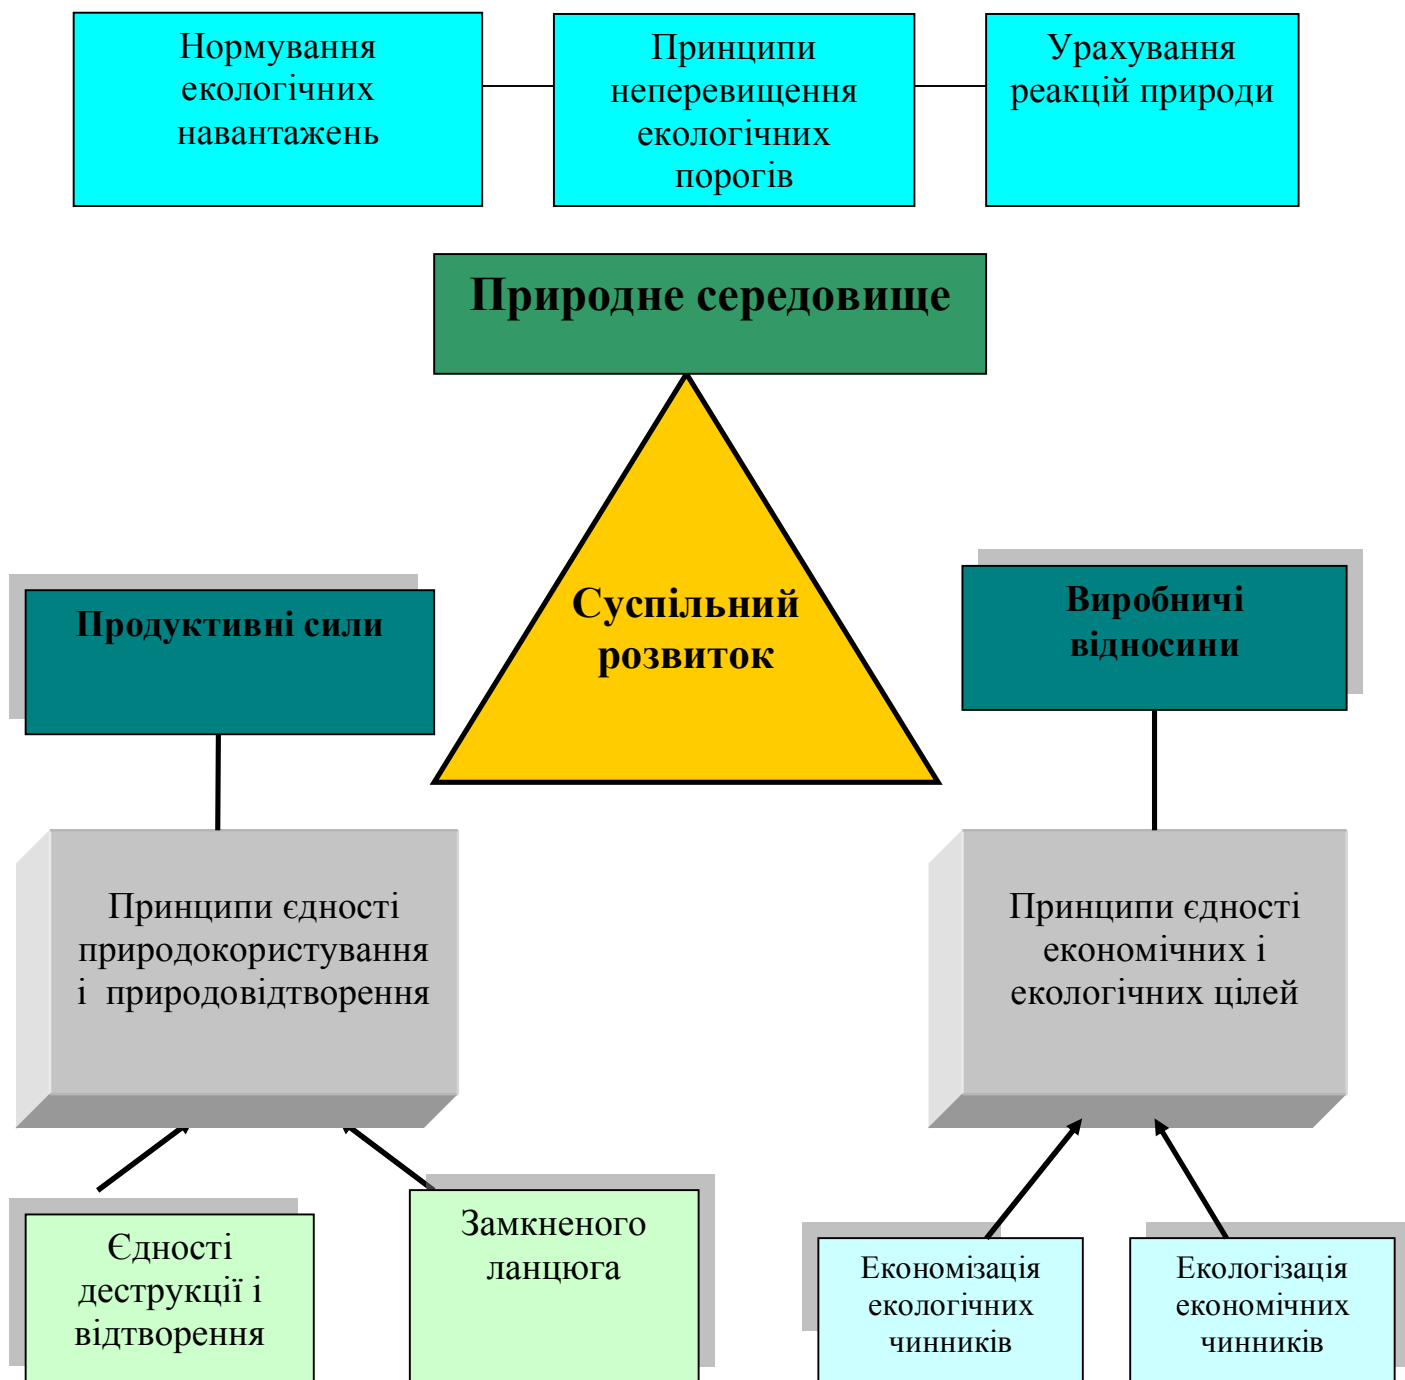 Нормування
екологічних
навантажень
Принципи
неперевищення
екологічних
порогів
Урахування
реакцій природи
Природне середовище
Суспільний
розвиток
Продуктивні сили
Виробничі
відносини
Принципи єдності
природокористування
і природовідтворення
Принципи єдності
економічних і
екологічних цілей
Єдності
деструкції і
відтворення
Замкненого
ланцюга
Економізація
екологічних
чинників
Екологізація
економічних
чинників